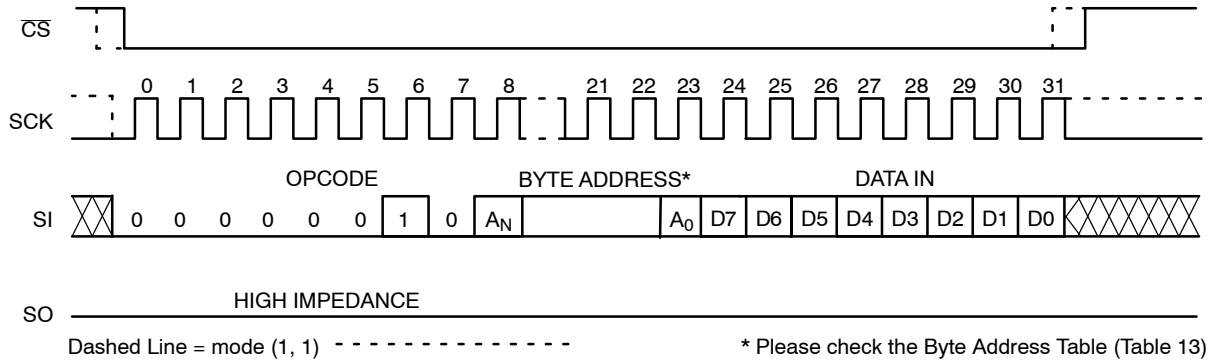 CS
0 1 2 3 4 5 6 7 8 21 22 23 24 25 26 27 28 29 30 31
SCK
OPCODE BYTE ADDRESS* DATA IN
SI 0 0 0 0 0 0 1 0 AN A0 D7 D6 D5 D4 D3 D2 D1 D0
HIGH IMPEDANCE
SO
Dashed Line = mode (1, 1) * Please check the Byte Address Table (Table 13)